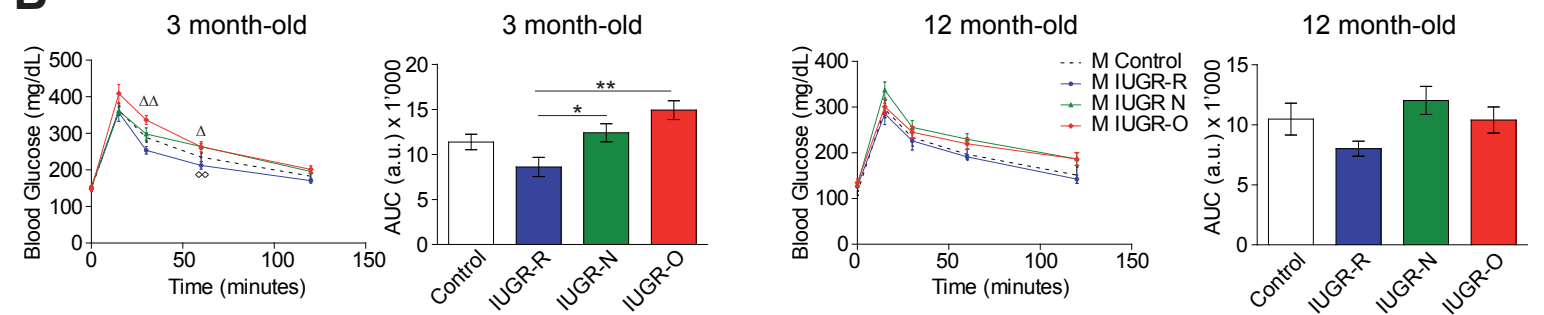 3 month-old
Blood Glucose (mg/dL)
500
400
300
200
100
0
ΔΔ
Δ
◇◇
0
50
100
150
Time (minutes)
3 month-old
AUC (a.u.) x 1'000
20
15
10
5
0
**
*
Control
IUGR-R
IUGR-N
IUGR-O
12 month-old
Blood Glucose (mg/dL)
400
300
200
100
0
M Control
M IUGR-R
M IUGR N
M IUGR-O
0
50
100
150
Time (minutes)
12 month-old
AUC (a.u.) x 1'000
15
10
5
0
Control
IUGR-R
IUGR-N
IUGR-O